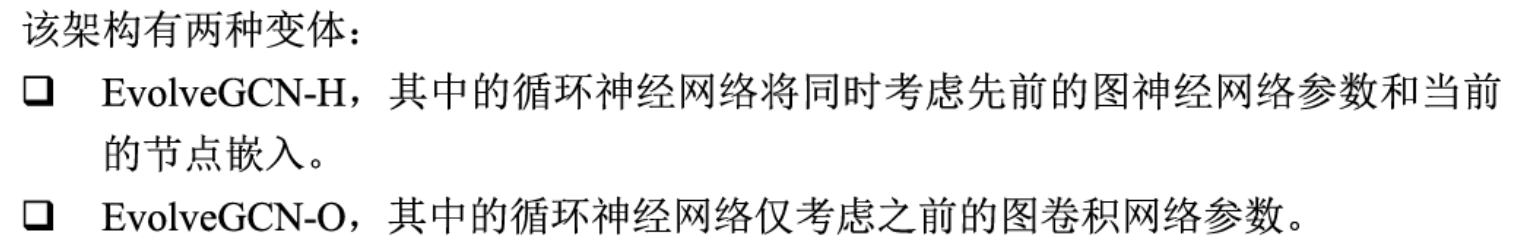 该架构有两种变体：
❑ EvolveGCN-H，其中的循环神经网络将同时考虑先前的图神经网络参数和当前
的节点嵌入。
❑ EvolveGCN-O，其中的循环神经网络仅考虑之前的图卷积网络参数。